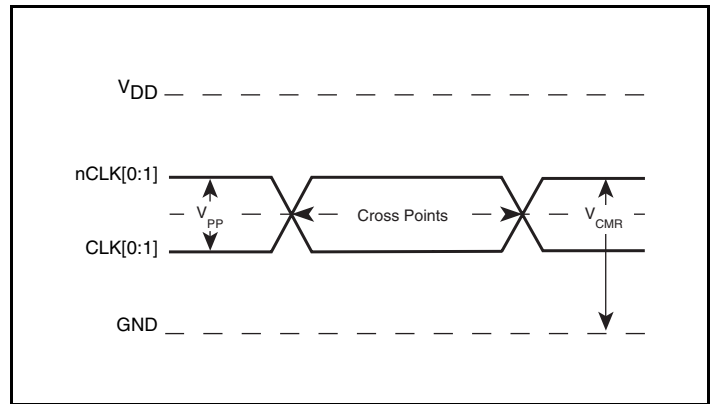 VDD
nCLK[0:1]
VPP
Cross Points
VCMR
CLK[0:1]
GND